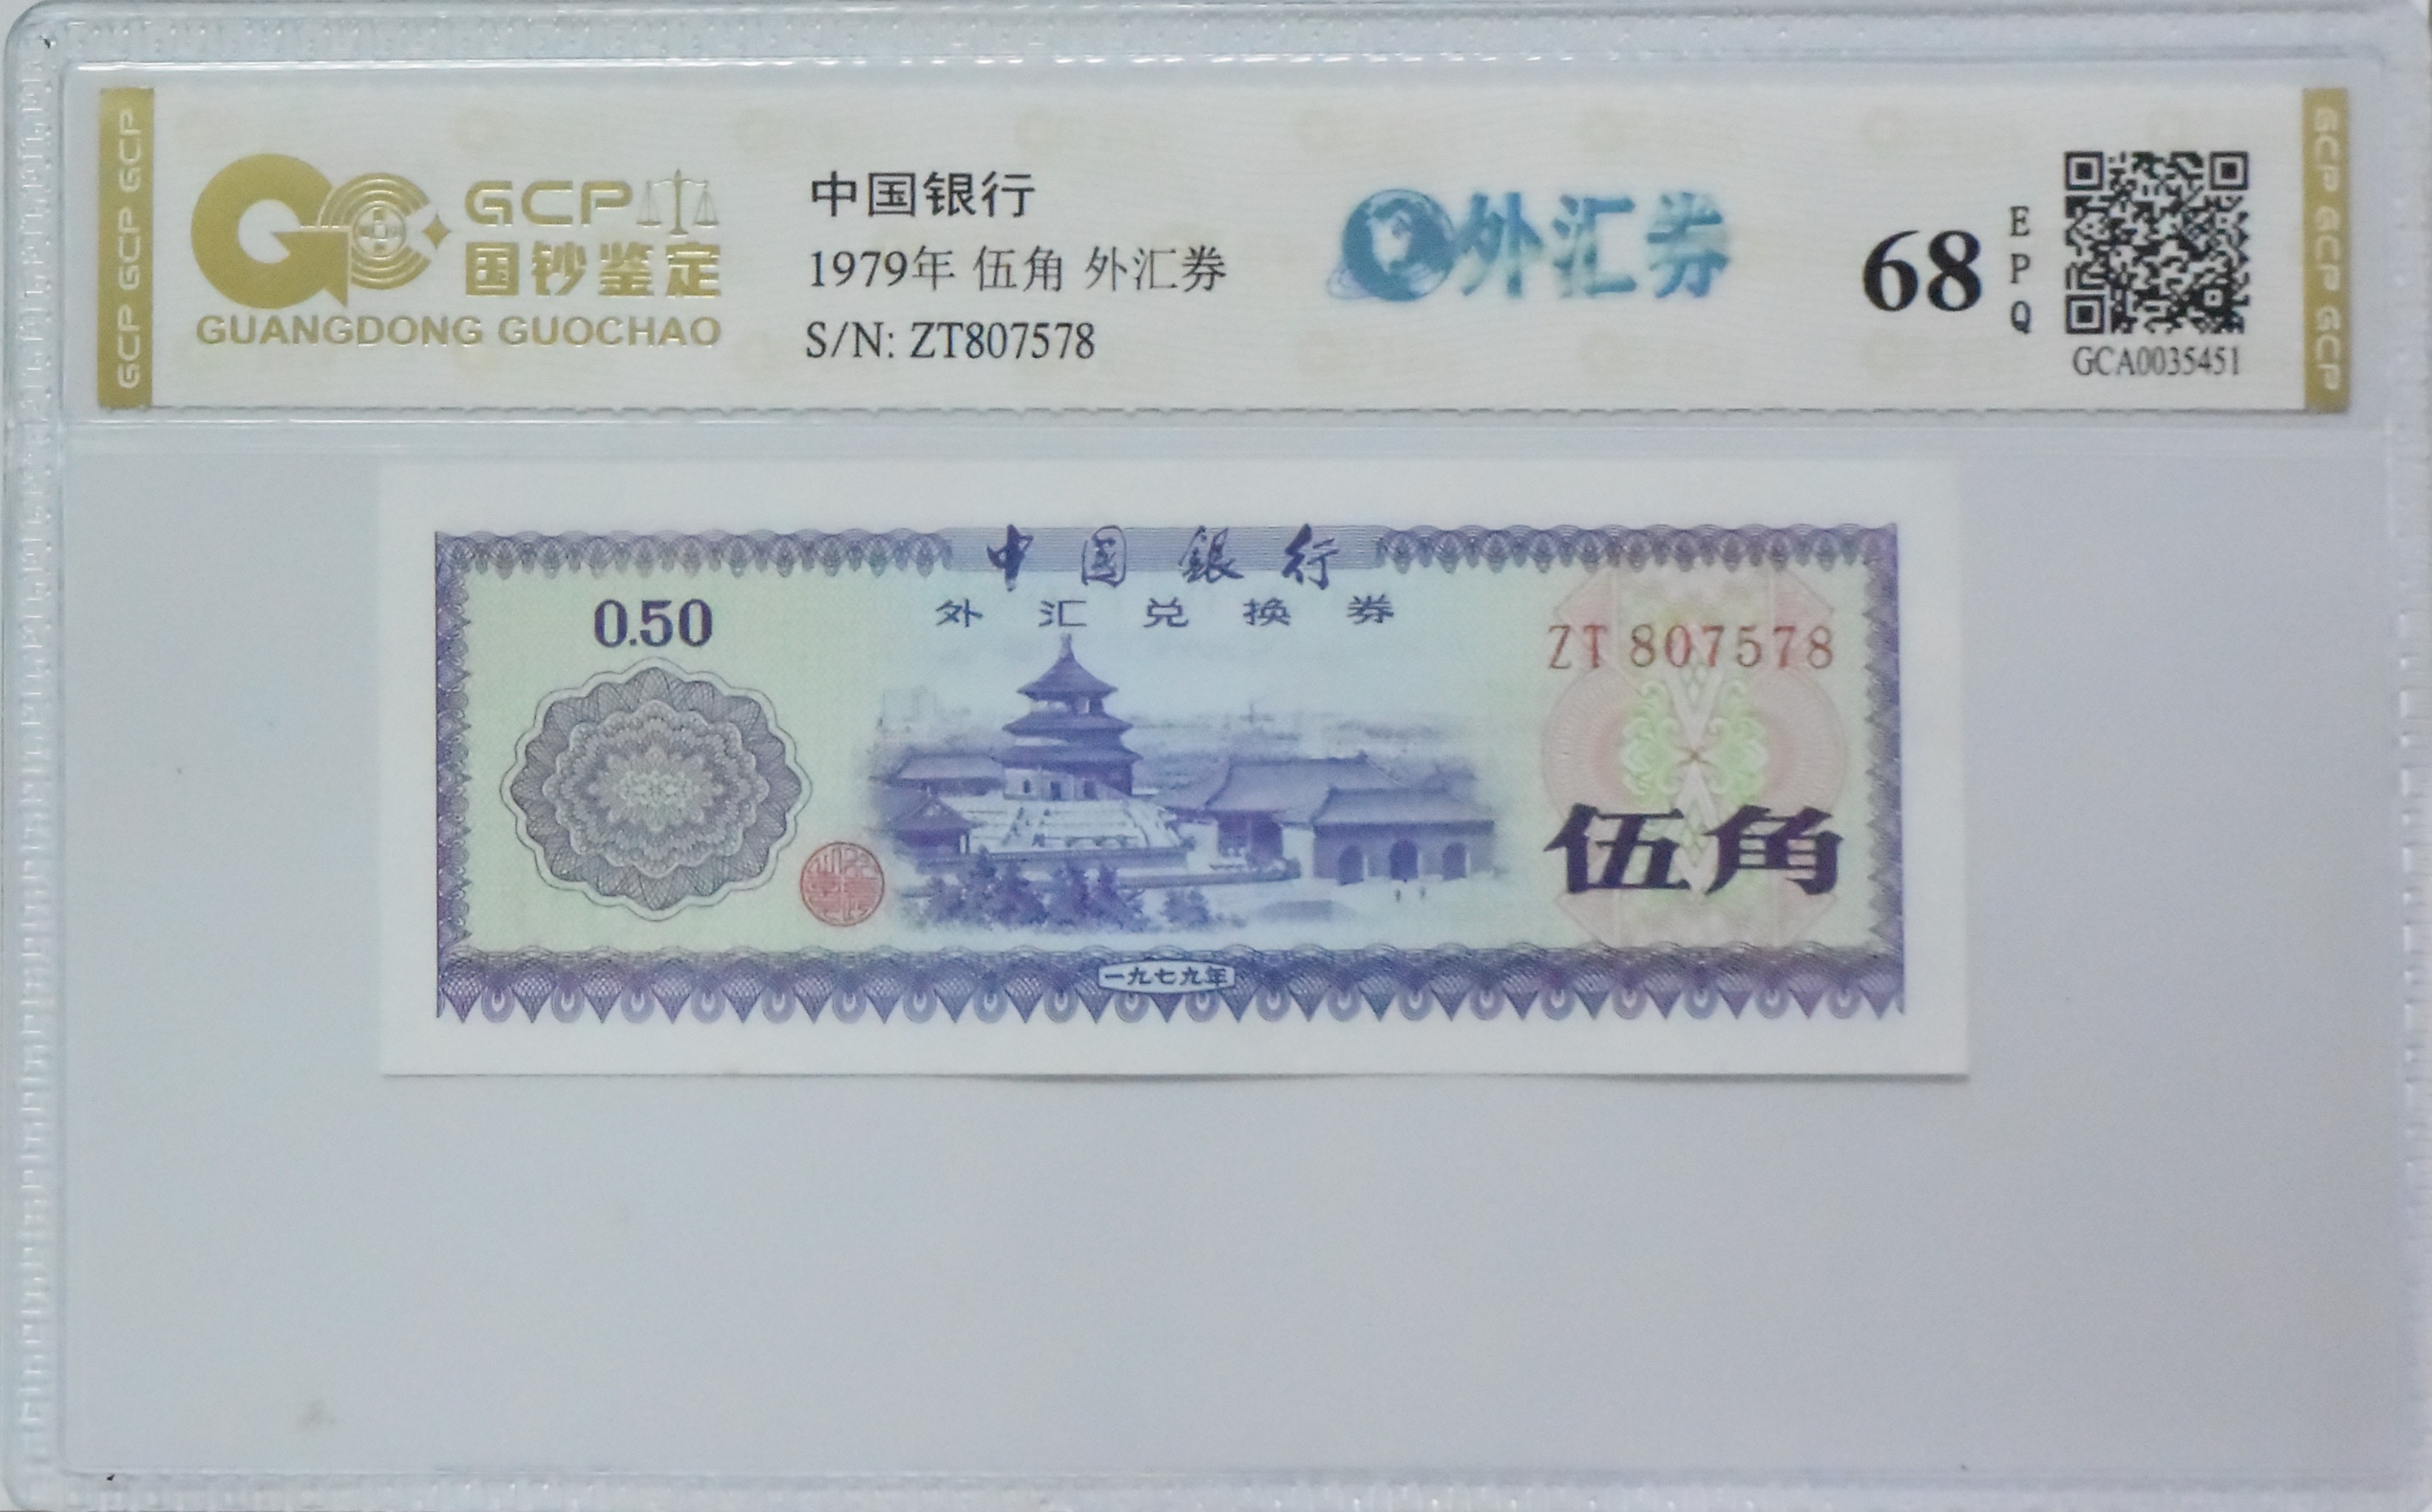 GCP GCP GCP
GCP
国钞鉴定
GUANGDONG GUOCHAO
中国银行
1979年 伍角 外汇券
S/N: ZT807578
外汇券
68
EPQ
GCA0035451
GCP GCP GCP
中国銀行
外汇兑换券
0.50
ZT 807578
伍角
一九七九年